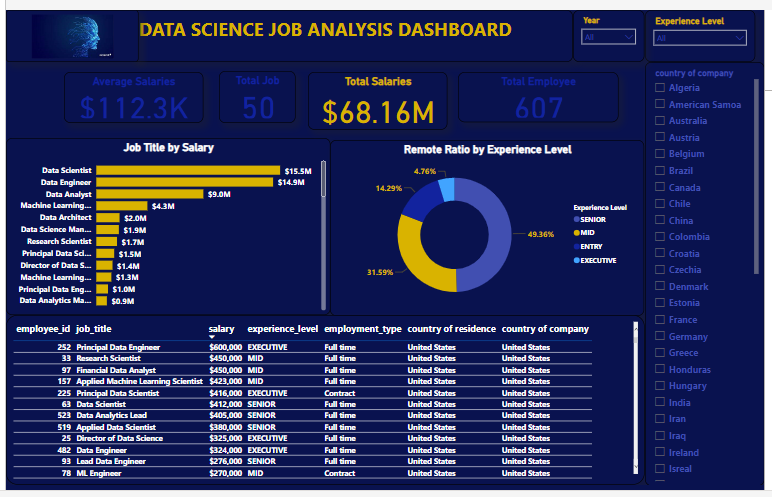 DATA SCIENCE JOB ANALYSIS DASHBOARD
Year
All
Experience Level
All
Average Salaries
$112.3K
Total Job
50
Total Salaries
$68.16M
Total Employee
607
Job Title by Salary
Data Scientist $15.5M
Data Engineer $14.9M
Data Analyst $9.0M
Machine Learning... $4.3M
Data Architect $2.0M
Data Science Man... $1.9M
Research Scientist $1.7M
Principal Data Sci... $1.5M
Director of Data S... $1.4M
Machine Learning... $1.3M
Principal Data Eng... $1.0M
Data Analytics Ma... $0.9M
Remote Ratio by Experience Level
4.76%
14.29%
49.36%
31.59%
Experience Level
SENIOR
MID
ENTRY
EXECUTIVE
employee_id job_title salary experience_level employment_type country of residence country of company
252 Principal Data Engineer $600,000 EXECUTIVE Full time United States United States
33 Research Scientist $450,000 MID Full time United States United States
97 Financial Data Analyst $450,000 MID Full time United States United States
157 Applied Machine Learning Scientist $423,000 MID Full time United States United States
225 Principal Data Scientist $416,000 EXECUTIVE Contract United States United States
63 Data Scientist $412,000 SENIOR Full time United States United States
523 Data Analytics Lead $405,000 SENIOR Full time United States United States
519 Applied Data Scientist $380,000 SENIOR Full time United States United States
25 Director of Data Science $325,000 EXECUTIVE Full time United States United States
482 Data Engineer $324,000 EXECUTIVE Full time United States United States
93 Lead Data Engineer $276,000 SENIOR Full time United States United States
78 ML Engineer $270,000 MID Contract United States United States
country of company
Algeria
American Samoa
Australia
Austria
Belgium
Brazil
Canada
Chile
China
Colombia
Croatia
Czechia
Denmark
Estonia
France
Germany
Greece
Honduras
Hungary
India
Iran
Iraq
Ireland
Isreal